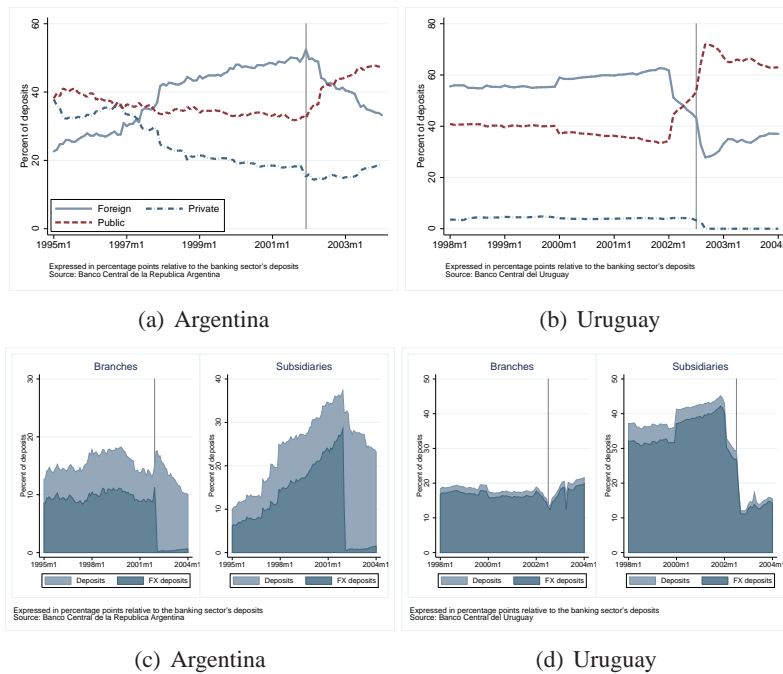 60
40
20
0
Percent of deposits
Foreign
Private
Public
1995m1
1997m1
1999m1
2001m1
2003m1
Expressed in percentage points relative to the banking sector's deposits
Source: Banco Central de la Republica Argentina
(a) Argentina
80
60
40
20
0
Percent of deposits
1998m1
1999m1
2000m1
2001m1
2002m1
2003m1
2004m1
Expressed in percentage points relative to the banking sector's deposits
Source: Banco Central del Uruguay
(b) Uruguay
Branches
30
20
10
0
Percent of deposits
1995m1
1998m1
2001m1
2004m1
Deposits
FX deposits
Subsidiaries
40
30
20
10
0
Percent of deposits
1995m1
1998m1
2001m1
2004m1
Deposits
FX deposits
Expressed in percentage points relative to the banking sector's deposits
Source: Banco Central de la Republica Argentina
(c) Argentina
Branches
50
40
30
20
10
0
Percent of deposits
1998m1
2000m1
2002m1
2004m1
Deposits
FX deposits
Subsidiaries
50
40
30
20
10
0
Percent of deposits
1998m1
2000m1
2002m1
2004m1
Deposits
FX deposits
Expressed in percentage points relative to the banking sector's deposits
Source: Banco Central del Uruguay
(d) Uruguay